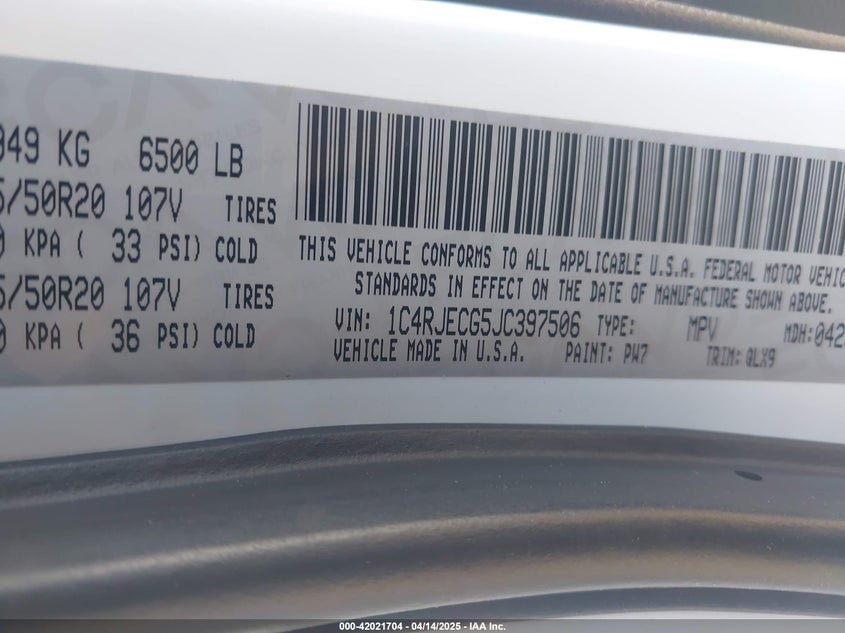 049 KG 6500 LB
5/50R20 107V TIRES
0 KPA ( 33 PSI) COLD
5/50R20 107V TIRES
0 KPA ( 36 PSI) COLD
THIS VEHICLE CONFORMS TO ALL APPLICABLE U.S.A. FEDERAL MOTOR VEHIC
STANDARDS IN EFFECT ON THE DATE OF MANUFACTURE SHOWN ABOVE.
VIN: 1C4RJECG5JC397506 TYPE: MPV MDH:042
VEHICLE MADE IN U.S.A. PAINT: PW7 TRIM: QLX9
000-42021704 - 04/14/2025 - IAA Inc.